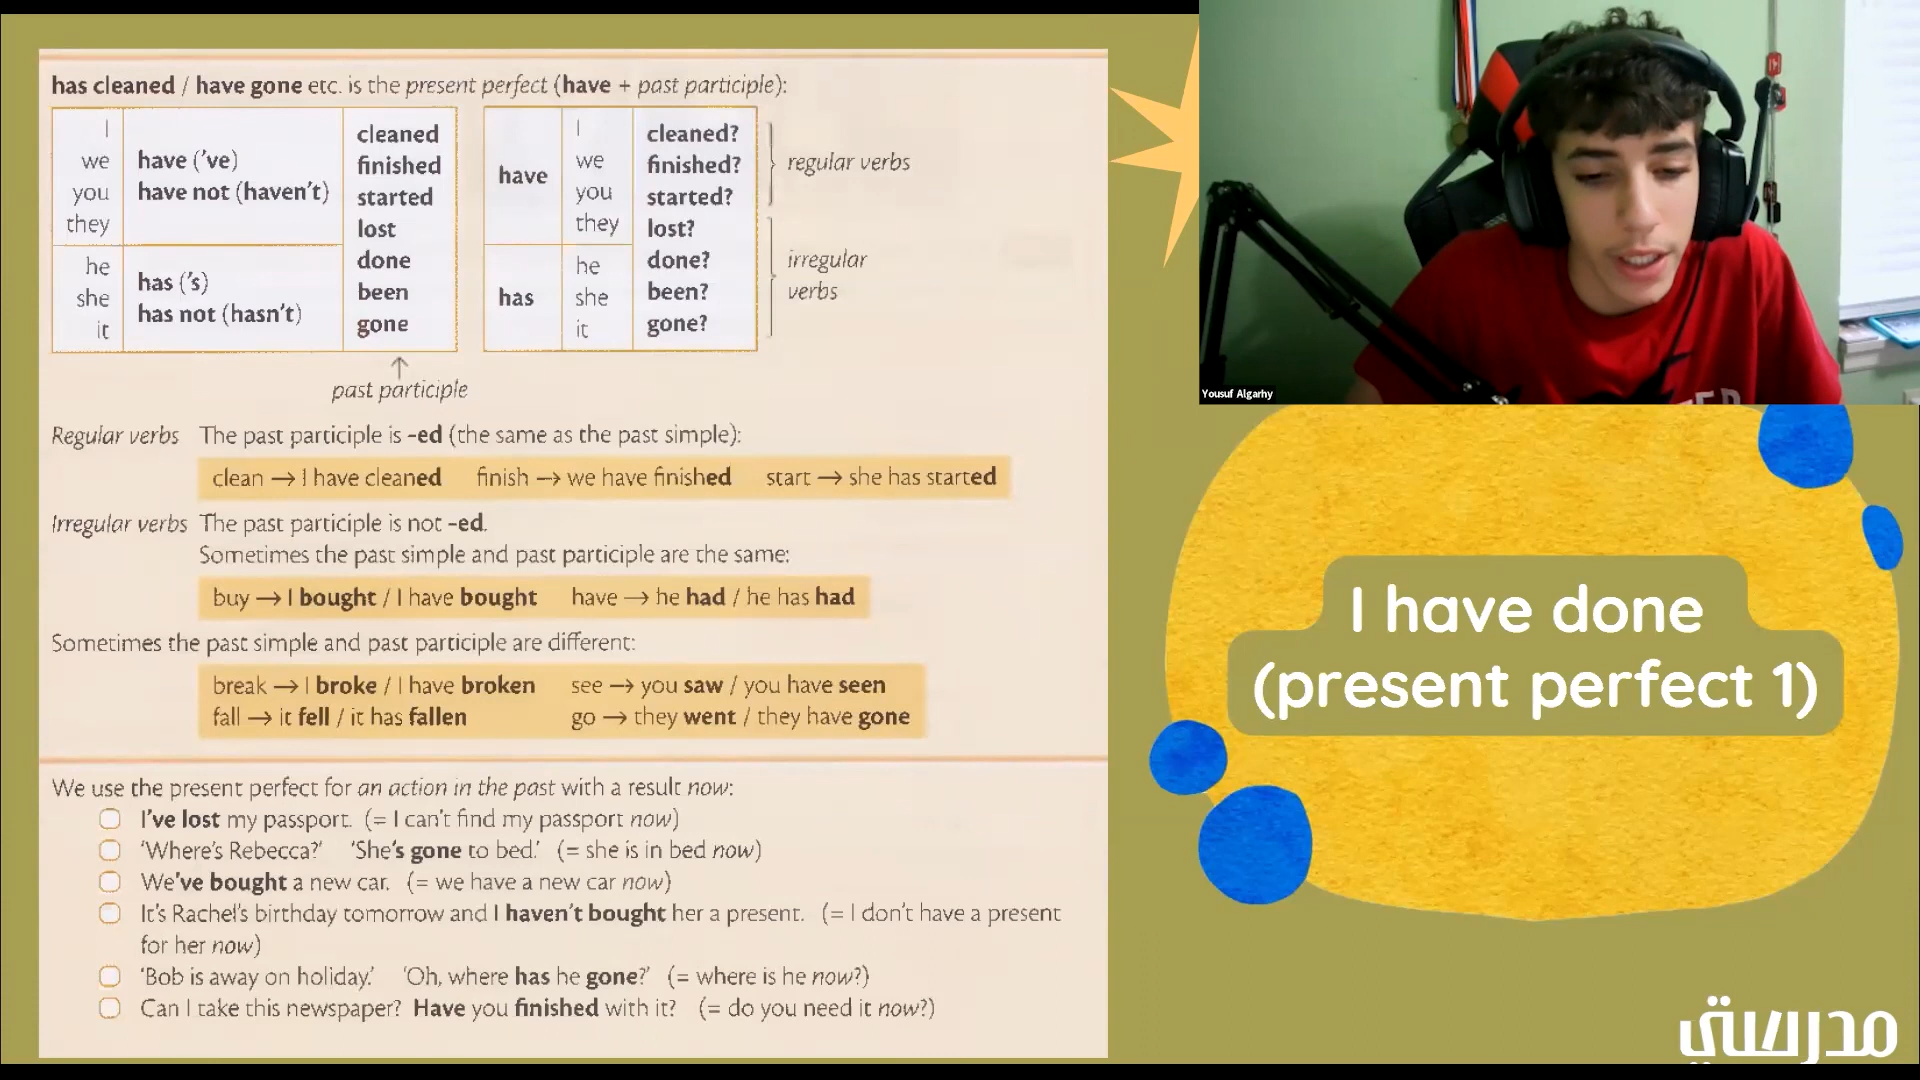 has cleaned / have gone etc. is the present perfect (have + past participle):
I
we
you
they
have ('ve)
have not (haven't)
he
she
it
has ('s)
has not (hasn't)
cleaned
finished
started
lost
done
been
gone
have
I
we
you
they
has
he
she
it
cleaned?
finished?
started?
lost?
done?
been?
gone?
regular verbs
irregular
verbs
past participle
Regular verbs The past participle is -ed (the same as the past simple):
clean → I have cleaned finish → we have finished start → she has started
Irregular verbs The past participle is not -ed.
Sometimes the past simple and past participle are the same:
buy → I bought / I have bought have → he had / he has had
Sometimes the past simple and past participle are different:
break → I broke / I have broken see → you saw / you have seen
fall → it fell / it has fallen go → they went / they have gone
We use the present perfect for an action in the past with a result now:
I've lost my passport. (= I can't find my passport now)
'Where's Rebecca?' 'She's gone to bed.' (= she is in bed now)
We've bought a new car. (= we have a new car now)
It's Rachel's birthday tomorrow and I haven't bought her a present. (= I don't have a present
for her now)
'Bob is away on holiday.' 'Oh, where has he gone?' (= where is he now?)
Can I take this newspaper? Have you finished with it? (= do you need it now?)
Yousuf Algarhy
I have done
(present perfect 1)
مدرستي